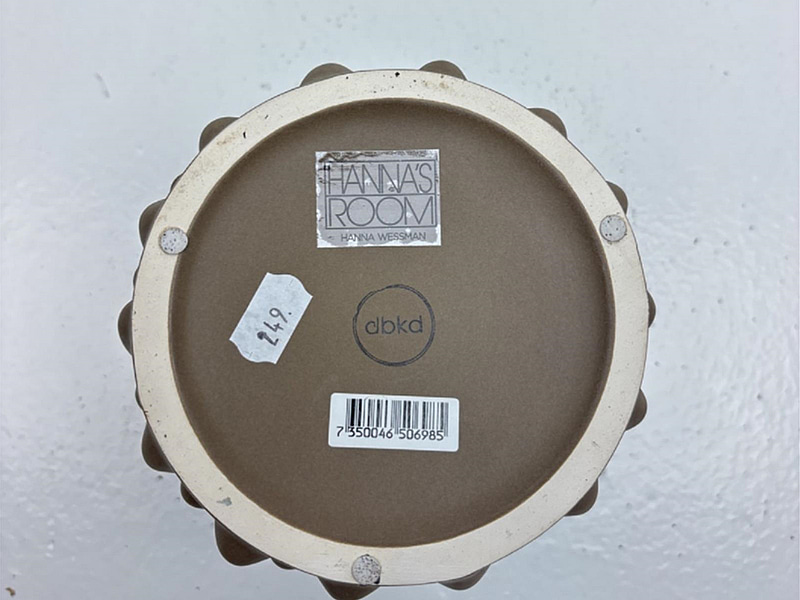 HANNA'S
ROOM
HANNA WESSMAN
249.
dbkd
7 350046 506985